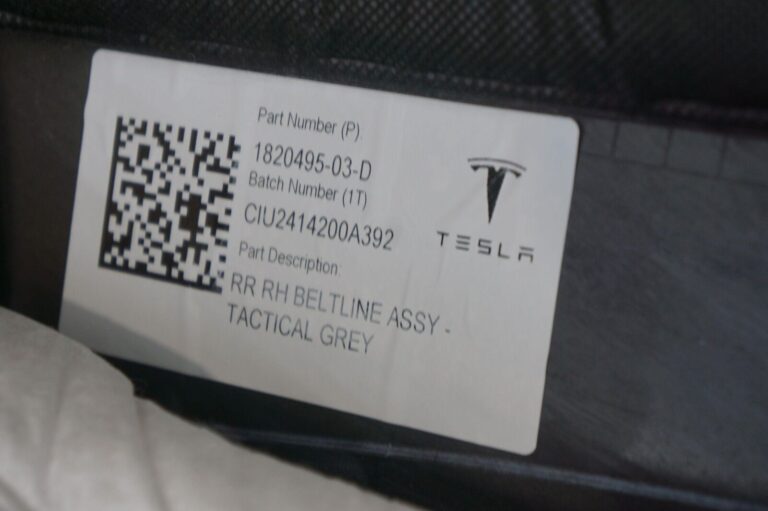 Part Number (P):
1820495-03-D
Batch Number (1T)
CIU2414200A392
Part Description:
RR RH BELTLINE ASSY -
TACTICAL GREY
TESLA